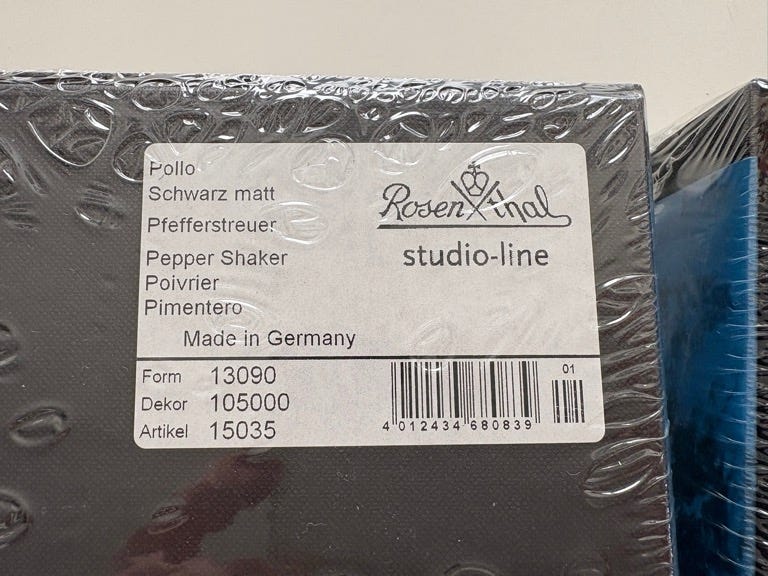 Pollo
Schwarz matt
Pfefferstreuer
Pepper Shaker
Poivrier
Pimentero
Made in Germany
Rosenthal
studio-line
Form 13090
Dekor 105000
Artikel 15035
01
4 012434 680839